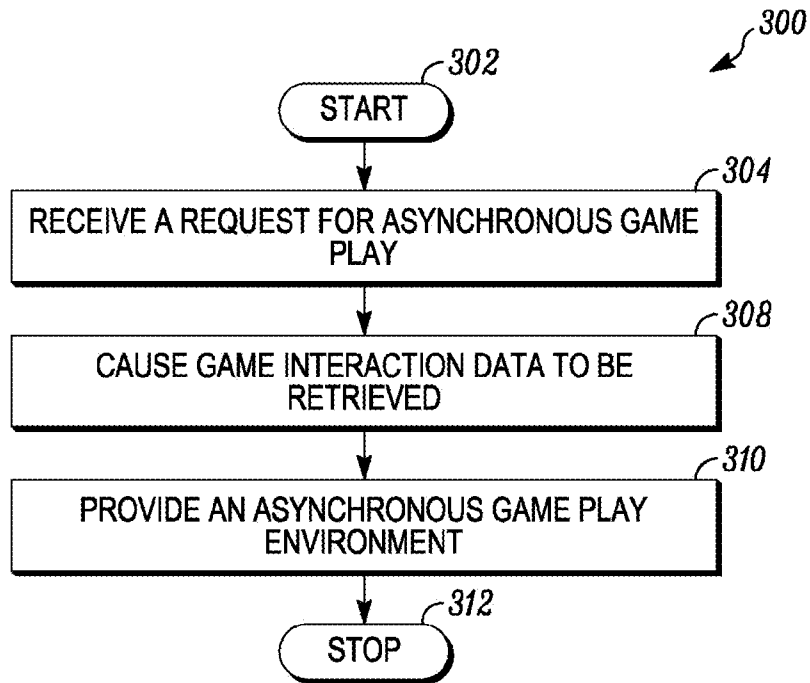 300
302
START
304
RECEIVE A REQUEST FOR ASYNCHRONOUS GAME
PLAY
308
CAUSE GAME INTERACTION DATA TO BE
RETRIEVED
310
PROVIDE AN ASYNCHRONOUS GAME PLAY
ENVIRONMENT
312
STOP